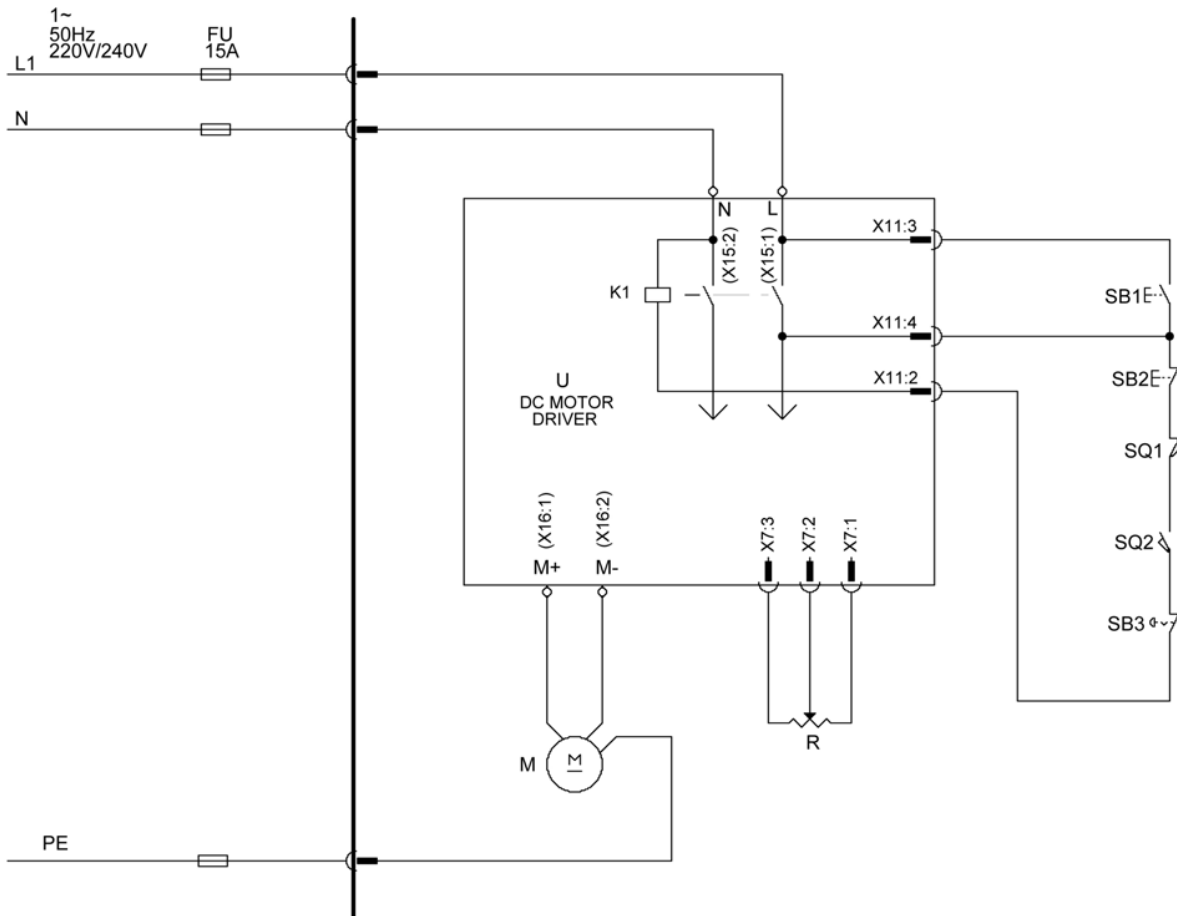 1~
50Hz
220V/240V
FU
15A
L1
N
N
L
(X15:2)
(X15:1)
X11:3
K1
SB1
X11:4
X11:2
SB2
U
DC MOTOR
DRIVER
SQ1
(X16:1)
(X16:2)
X7:3
X7:2
X7:1
SQ2
M+
M-
SB3
R
M
M
PE